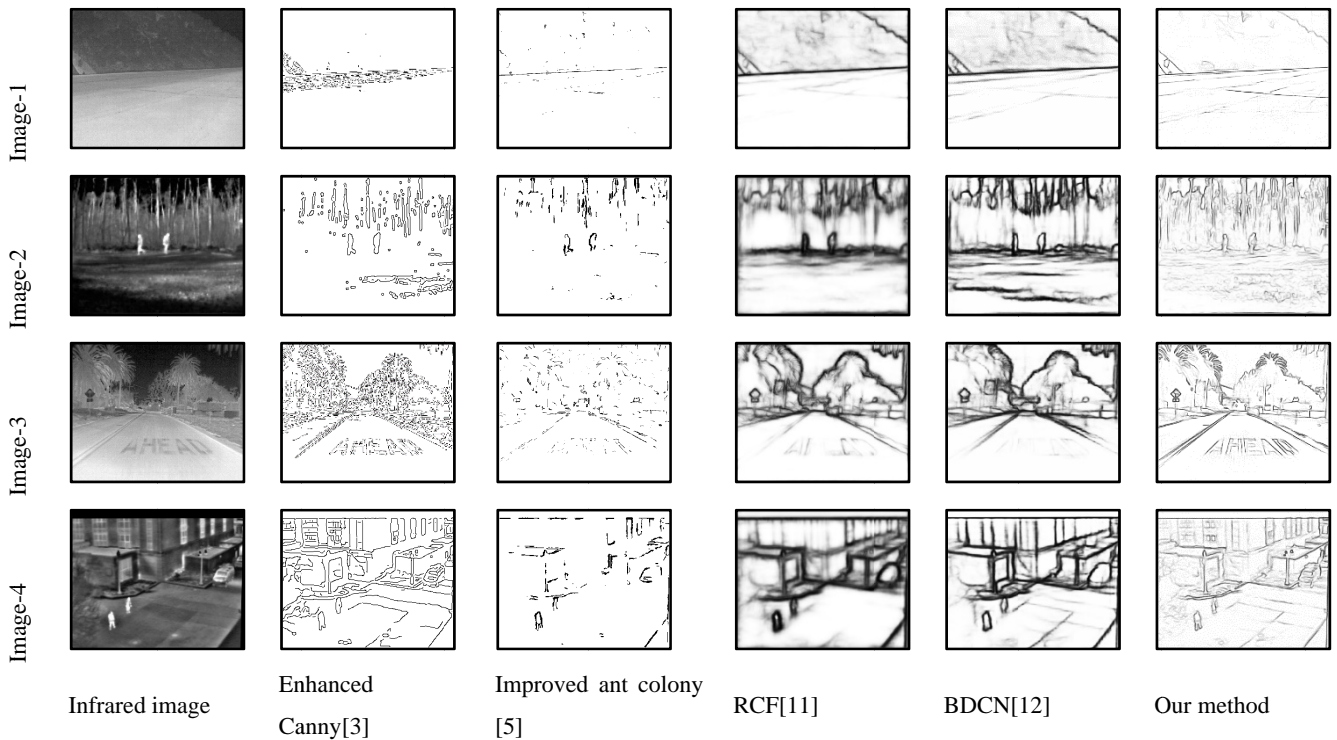 Image-1
Image-2
Image-3
AHEAD
AHEAD
Image-4
Infrared image
Enhanced
Canny[3]
Improved ant colony
[5]
RCF[11]
BDCN[12]
Our method